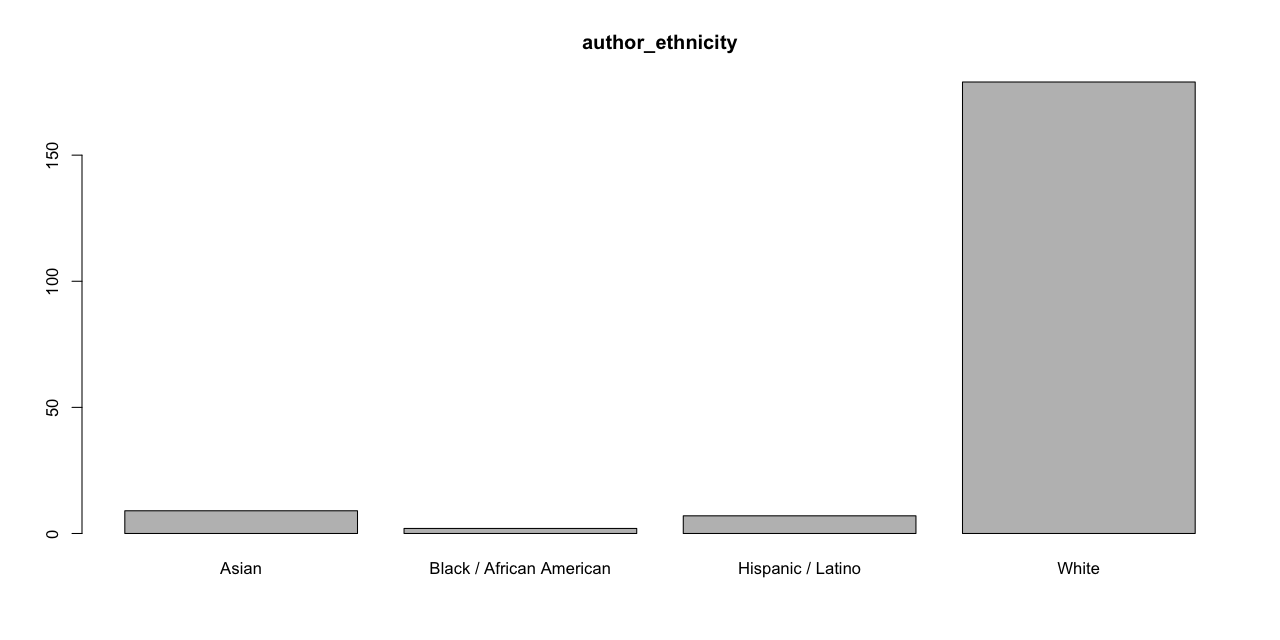 author_ethnicity
150
100
50
0
Asian
Black / African American
Hispanic / Latino
White